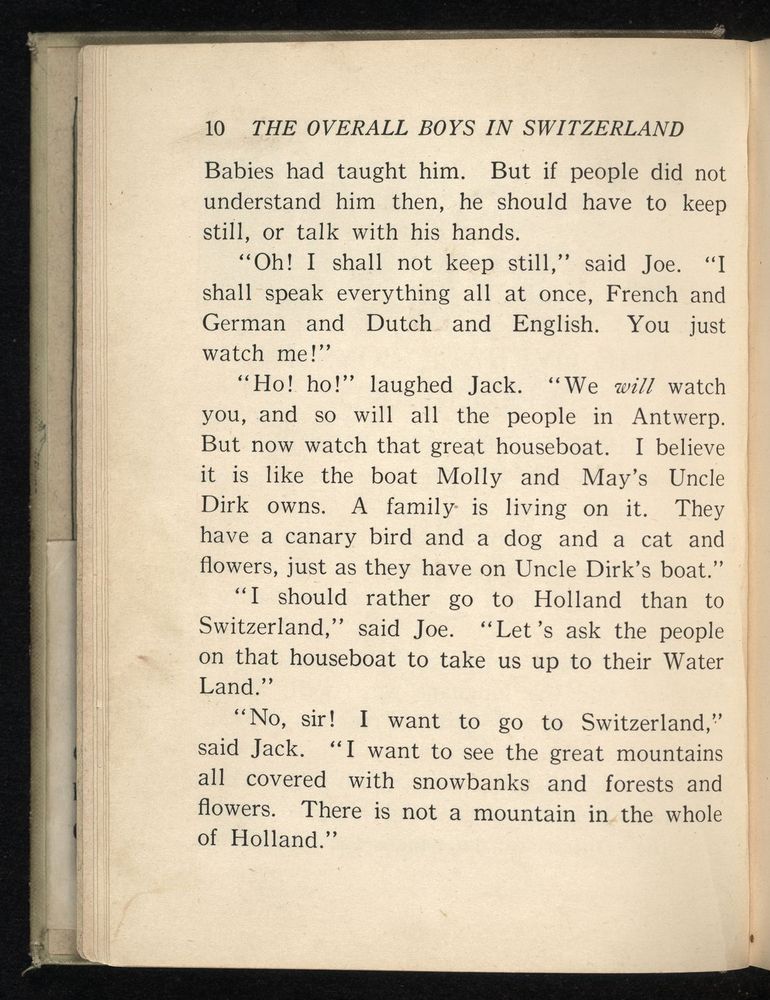 10 THE OVERALL BOYS IN SWITZERLAND
Babies had taught him. But if people did not
understand him then, he should have to keep
still, or talk with his hands.
“Oh! I shall not keep still,” said Joe. “I
shall speak everything all at once, French and
German and Dutch and English. You just
watch me!”
“Ho! ho!” laughed Jack. “We will watch
you, and so will all the people in Antwerp.
But now watch that great houseboat. I believe
it is like the boat Molly and May’s Uncle
Dirk owns. A family is living on it. They
have a canary bird and a dog and a cat and
flowers, just as they have on Uncle Dirk’s boat.”
“I should rather go to Holland than to
Switzerland,” said Joe. “Let’s ask the people
on that houseboat to take us up to their Water
Land.”
“No, sir! I want to go to Switzerland,”
said Jack. “I want to see the great mountains
all covered with snowbanks and forests and
flowers. There is not a mountain in the whole
of Holland.”